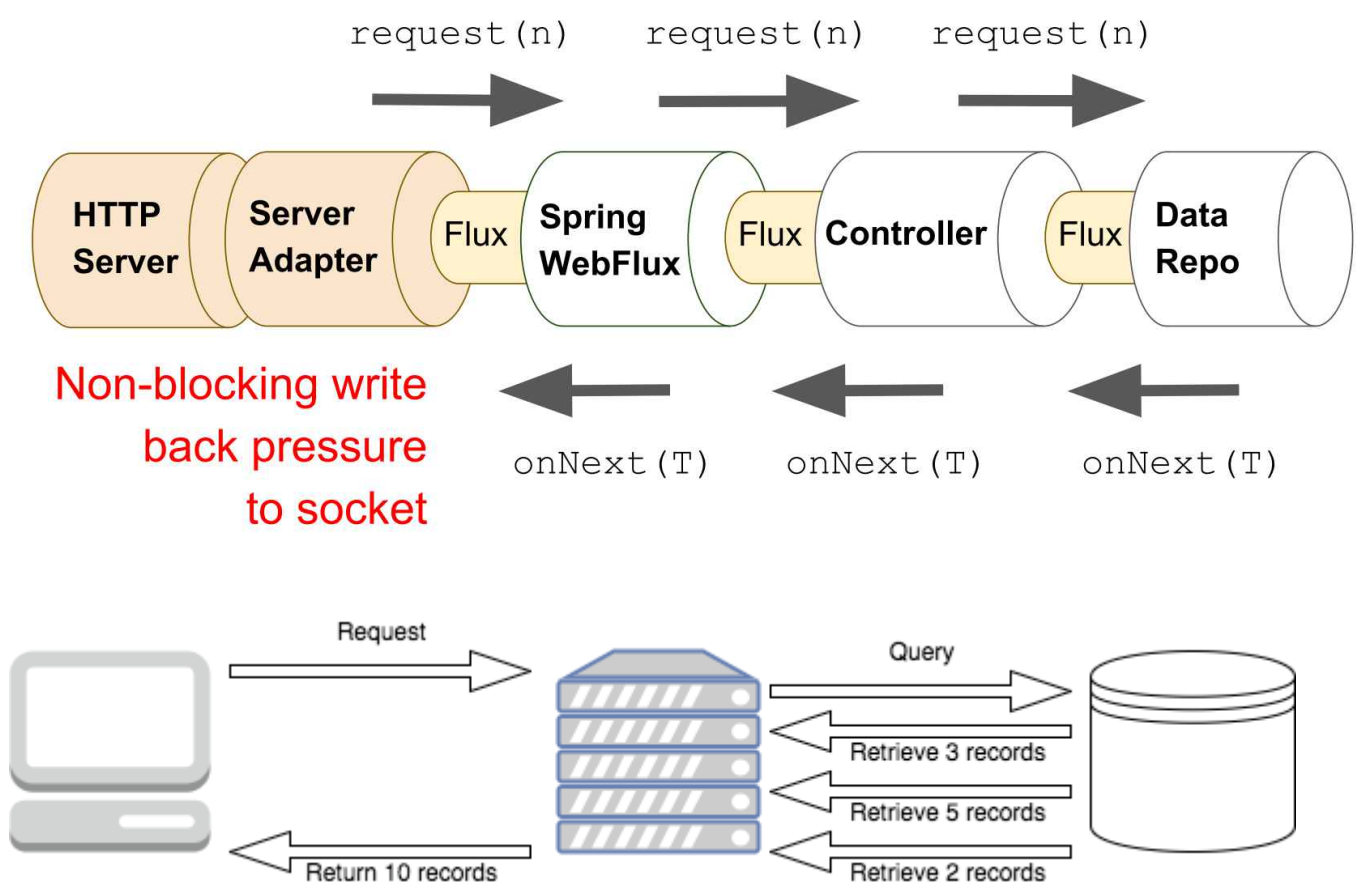 request(n) request(n) request(n)
HTTP
Server
Server
Adapter
Flux
Spring
WebFlux
Flux
Controller
Flux
Data
Repo
Non-blocking write
back pressure
to socket
onNext(T) onNext(T) onNext(T)
Request
Query
Retrieve 3 records
Retrieve 5 records
Retrieve 2 records
Return 10 records